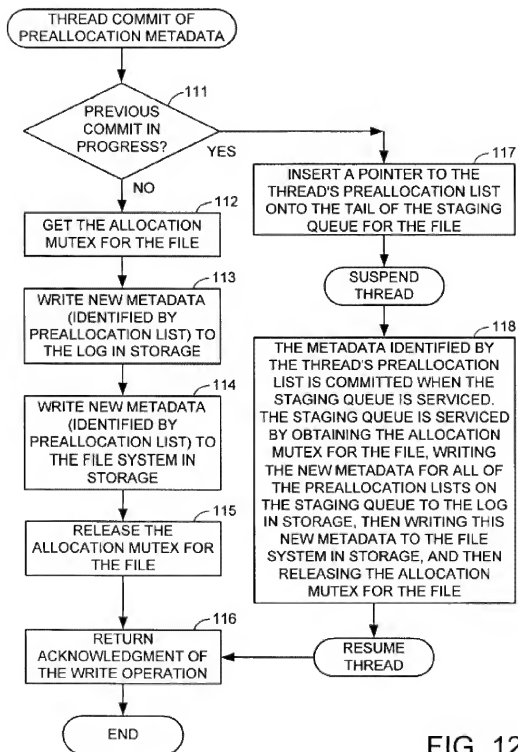 THREAD COMMIT OF
PREALLOCATION METADATA
111
PREVIOUS
COMMIT IN
PROGRESS?
YES
NO
112
GET THE ALLOCATION
MUTEX FOR THE FILE
113
WRITE NEW METADATA
(IDENTIFIED BY
PREALLOCATION LIST) TO
THE LOG IN STORAGE
114
WRITE NEW METADATA
(IDENTIFIED BY
PREALLOCATION LIST) TO
THE FILE SYSTEM IN
STORAGE
115
RELEASE THE
ALLOCATION MUTEX FOR
THE FILE
116
RETURN
ACKNOWLEDGMENT OF
THE WRITE OPERATION
END
117
INSERT A POINTER TO THE
THREAD'S PREALLOCATION LIST
ONTO THE TAIL OF THE STAGING
QUEUE FOR THE FILE
SUSPEND
THREAD
118
THE METADATA IDENTIFIED BY
THE THREAD'S PREALLOCATION
LIST IS COMMITTED WHEN THE
STAGING QUEUE IS SERVICED.
THE STAGING QUEUE IS SERVICED
BY OBTAINING THE ALLOCATION
MUTEX FOR THE FILE, WRITING
THE NEW METADATA FOR ALL OF
THE PREALLOCATION LISTS ON
THE STAGING QUEUE TO THE LOG
IN STORAGE, THEN WRITING THIS
NEW METADATA TO THE FILE
SYSTEM IN STORAGE, AND THEN
RELEASING THE ALLOCATION
MUTEX FOR THE FILE
RESUME
THREAD
FIG. 12